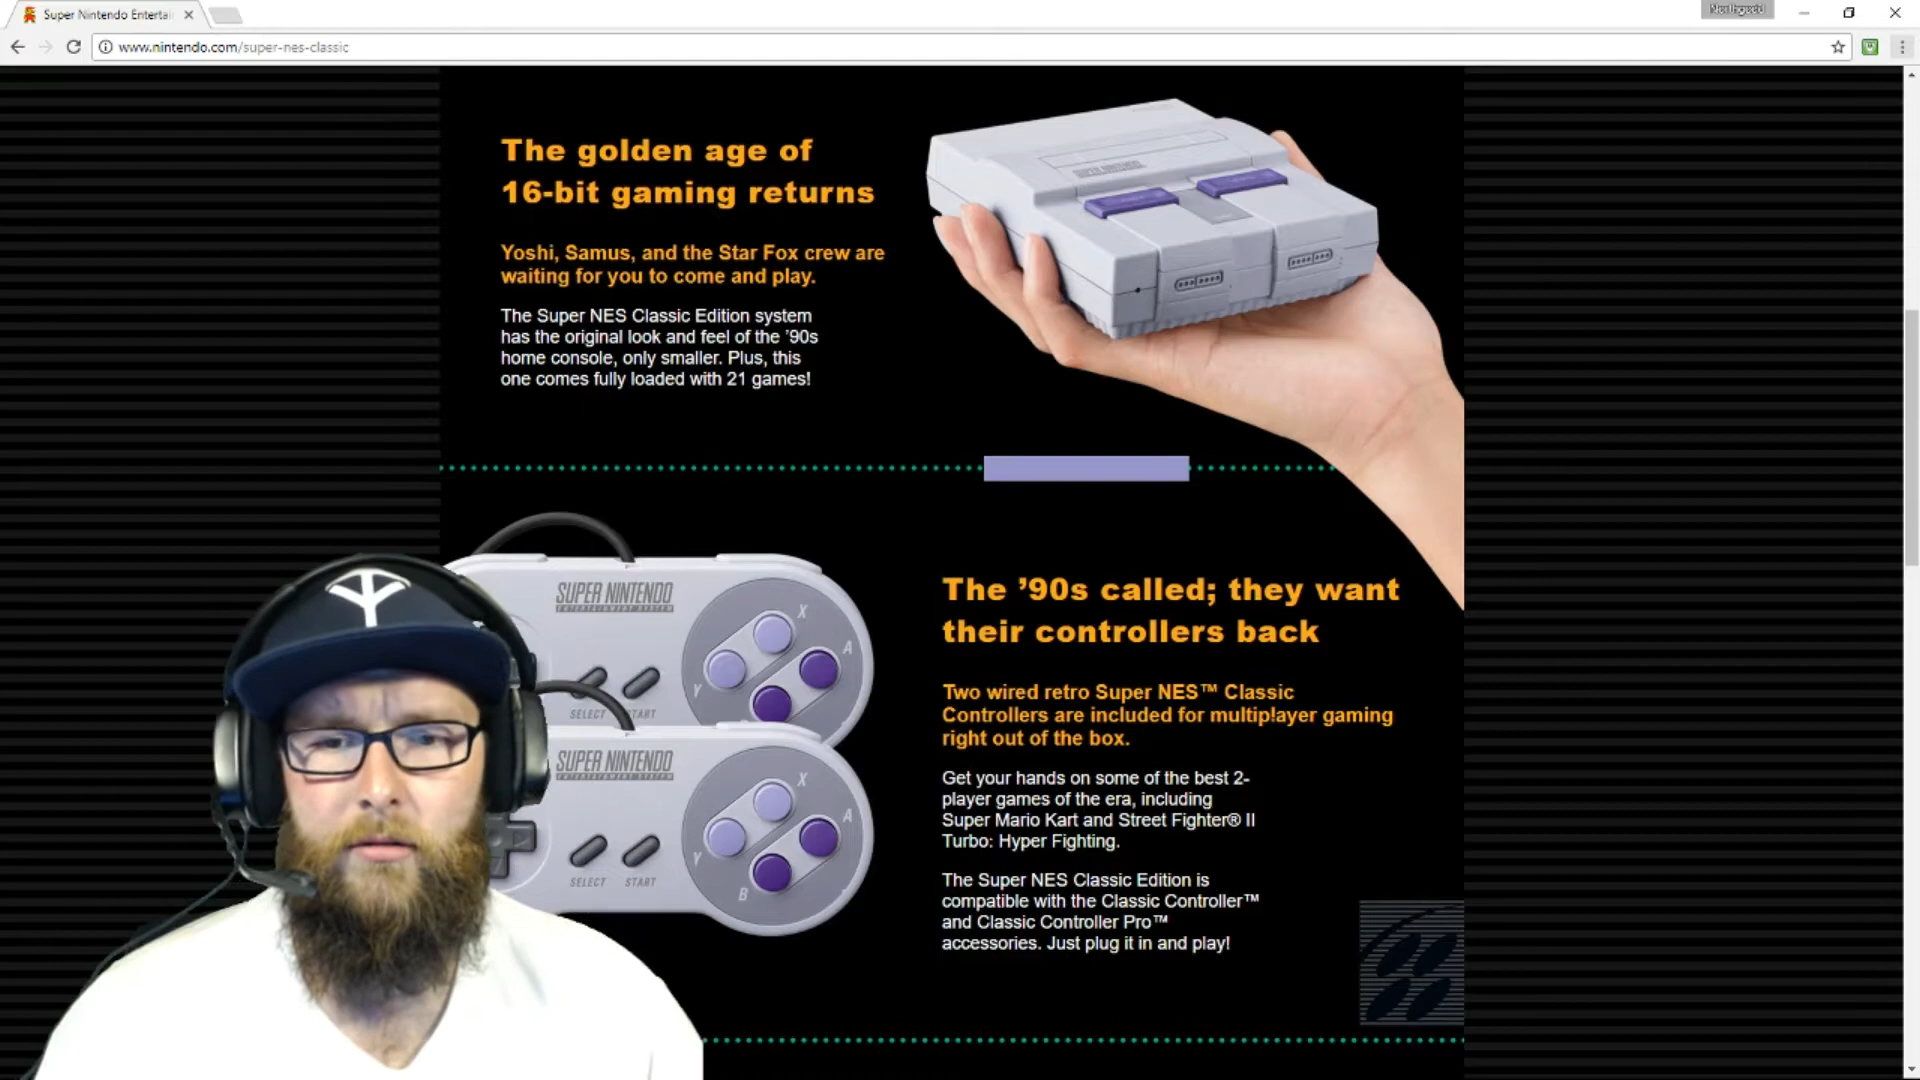 Super Nintendo Entertai
www.nintendo.com/super-nes-classic
The golden age of
16-bit gaming returns
Yoshi, Samus, and the Star Fox crew are
waiting for you to come and play.
The Super NES Classic Edition system
has the original look and feel of the ’90s
home console, only smaller. Plus, this
one comes fully loaded with 21 games!
SUPER NINTENDO
SUPER NINTENDO
ENTERTAINMENT SYSTEM
X
A
Y
SELECT START
The ’90s called; they want
their controllers back
Two wired retro Super NES™ Classic
Controllers are included for multiplayer gaming
right out of the box.
Get your hands on some of the best 2-
player games of the era, including
Super Mario Kart and Street Fighter® II
Turbo: Hyper Fighting.
The Super NES Classic Edition is
compatible with the Classic Controller™
and Classic Controller Pro™
accessories. Just plug it in and play!
SUPER NINTENDO
ENTERTAINMENT SYSTEM
X
A
Y
B
SELECT START